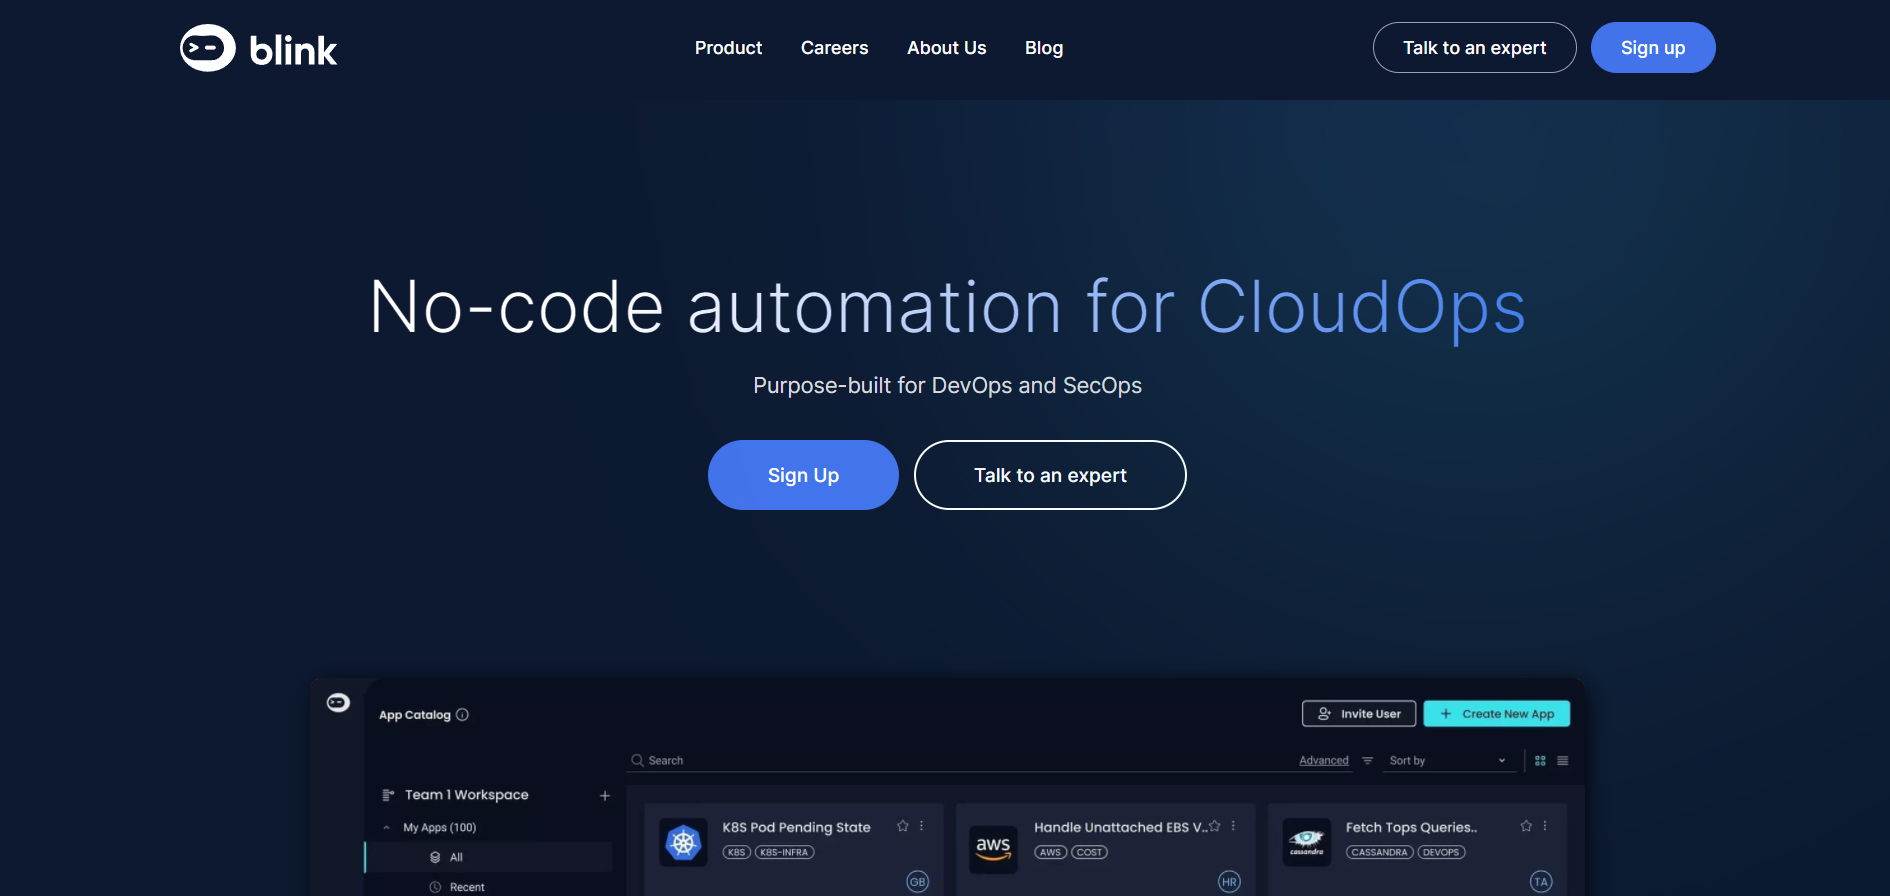 blink
Product Careers About Us Blog
Talk to an expert
Sign up
No-code automation for CloudOps
Purpose-built for DevOps and SecOps
Sign Up
Talk to an expert
App Catalog
Invite User
+ Create New App
Search
Advanced
Sort by
Team 1 Workspace +
My Apps (100)
All
Recent
K8S Pod Pending State
K8S K8S-INFRA
GB
aws
Handle Unattached EBS V..
AWS COST
HR
cassandra
Fetch Tops Queries..
CASSANDRA DEVOPS
TA